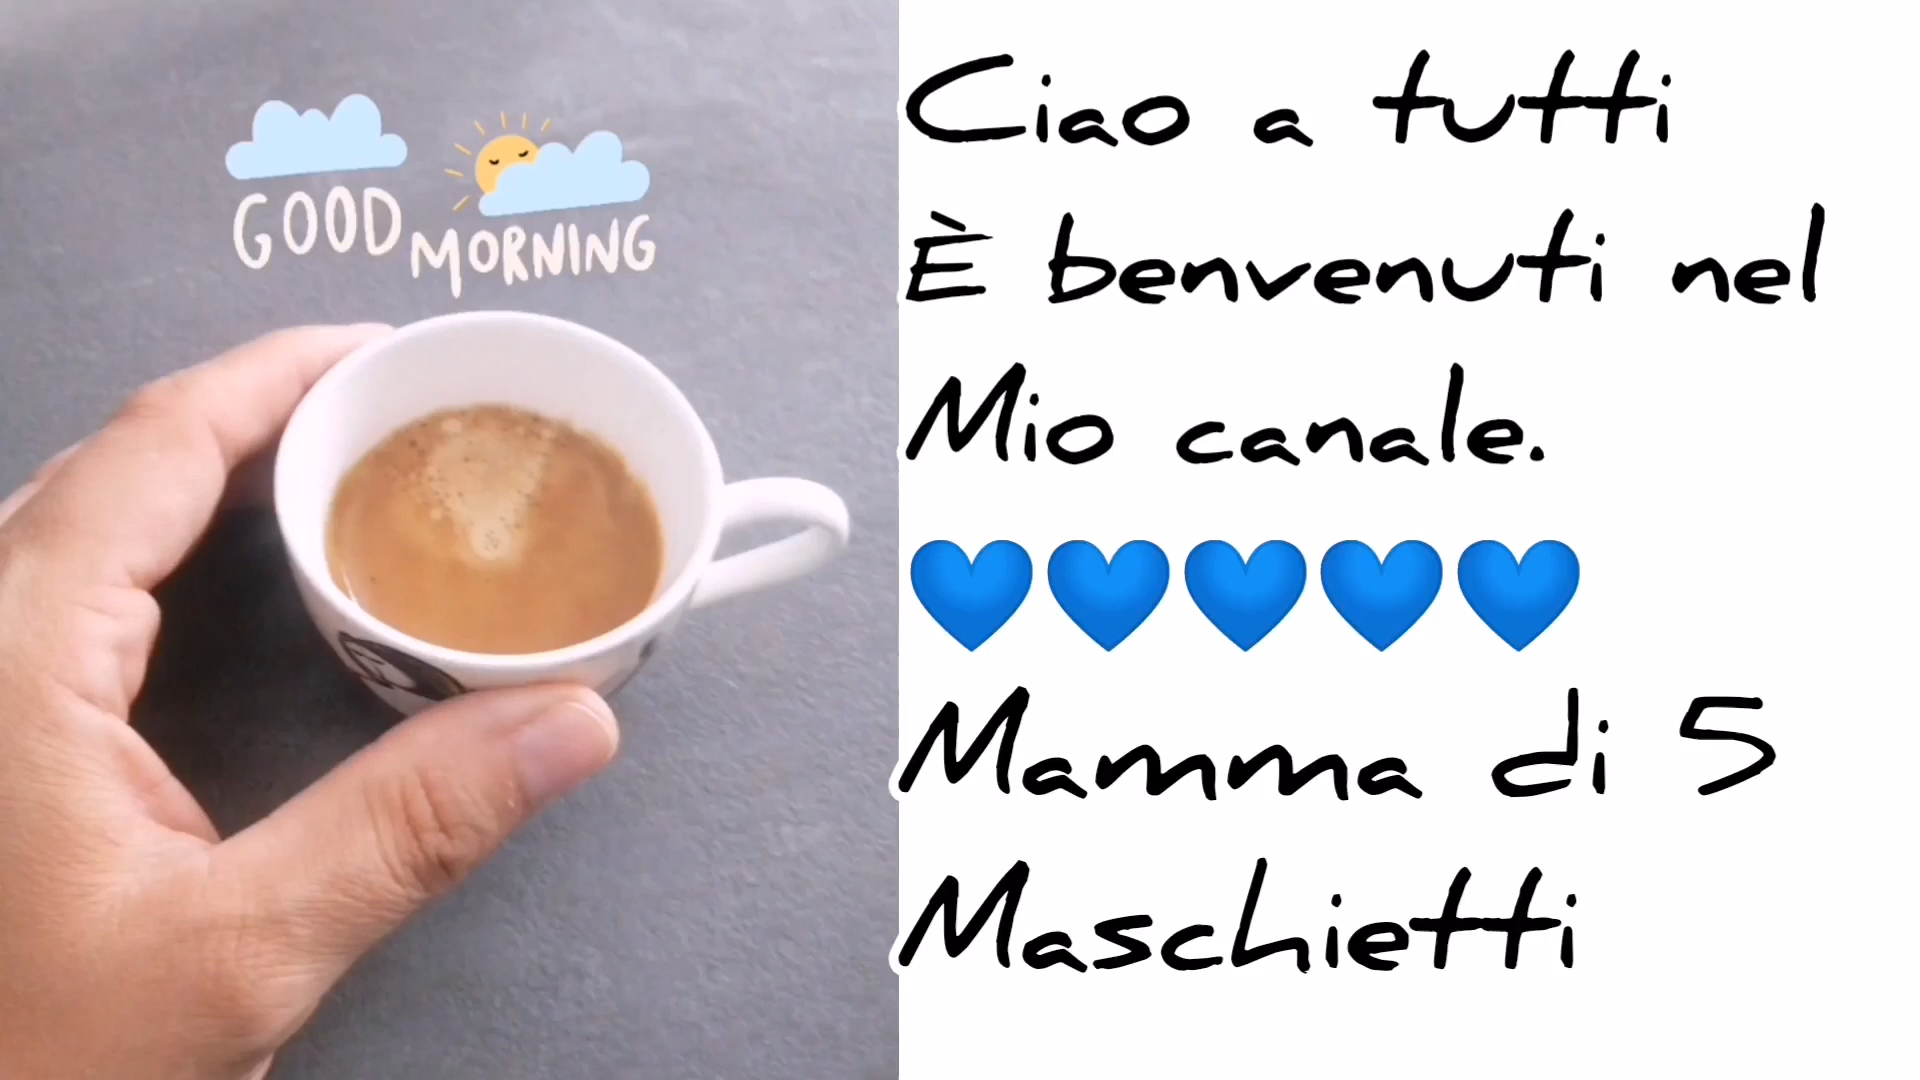 GOOD
MORNING
Ciao a tutti
È benvenuti nel
Mio canale.
💙💙💙💙💙
Mamma di 5
Maschietti